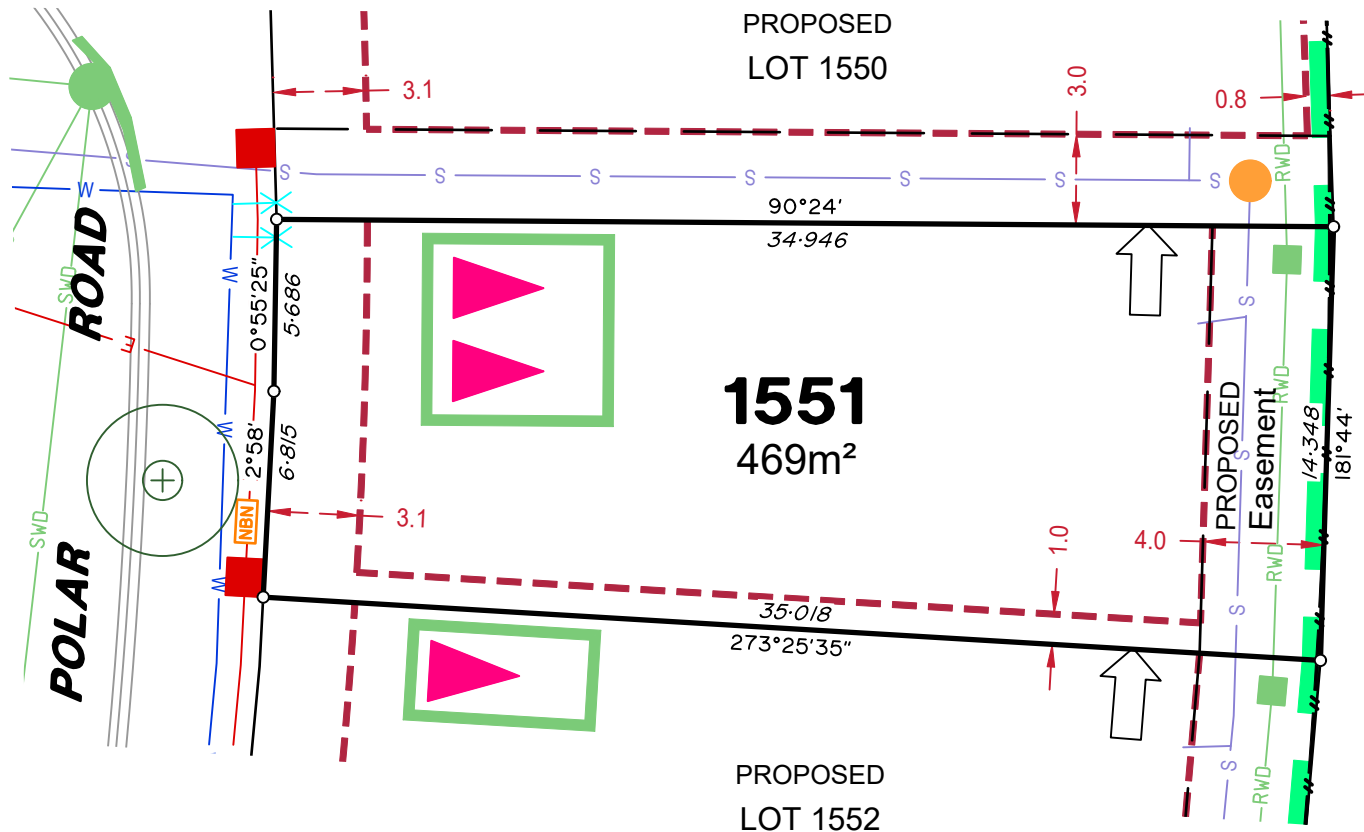 PROPOSED
LOT 1550
3.1
3.0
0.8
S
S
S
S
S
S
S
S
RWD
W
90°24'
34·946
ROAD
SWD
W
0°55'25"
5·686
E
S
RWD
1551
469m²
PROPOSED
Easement
S
14·348
181°44'
W
2°58'
6·815
NBN
SWD
3.1
1.0
4.0
RWD
POLAR
W
35·018
273°25'35"
S
S
RWD
PROPOSED
LOT 1552